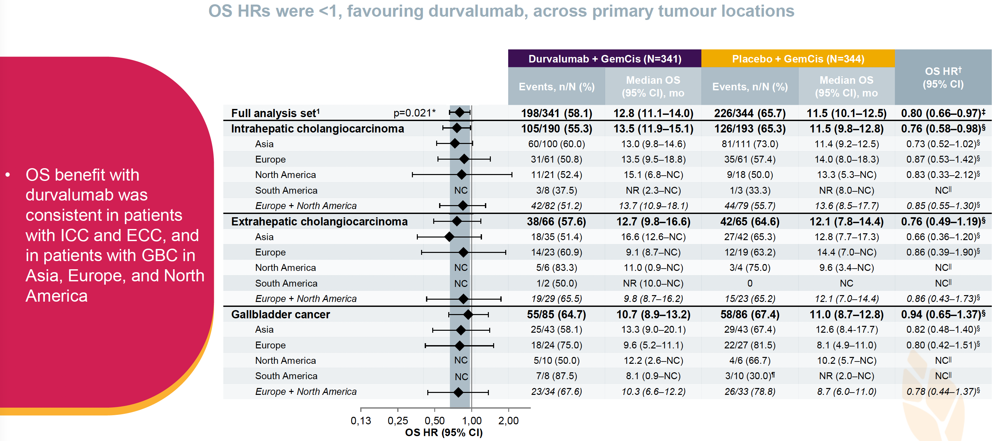 OS HRs were <1, favouring durvalumab, across primary tumour locations
• OS benefit with
durvalumab was
consistent in patients
with ICC and ECC, and
in patients with GBC in
Asia, Europe, and North
America
Durvalumab + GemCis (N=341) Placebo + GemCis (N=344) OS HR† (95% CI)
Events, n/N (%) Median OS (95% CI), mo Events, n/N (%) Median OS (95% CI), mo
Full analysis set¹ p=0.021* 198/341 (58.1) 12.8 (11.1–14.0) 226/344 (65.7) 11.5 (10.1–12.5) 0.80 (0.66–0.97)‡
Intrahepatic cholangiocarcinoma 105/190 (55.3) 13.5 (11.9–15.1) 126/193 (65.3) 11.5 (9.8–12.8) 0.76 (0.58–0.98)§
Asia 60/100 (60.0) 13.0 (9.8–14.6) 81/111 (73.0) 11.4 (9.2–12.5) 0.73 (0.52–1.02)§
Europe 31/61 (50.8) 13.5 (9.5–18.8) 35/61 (57.4) 14.0 (8.0–18.3) 0.87 (0.53–1.42)§
North America 11/21 (52.4) 15.1 (6.8–NC) 9/18 (50.0) 13.3 (5.3–NC) 0.83 (0.33–2.12)§
South America NC 3/8 (37.5) NR (2.3–NC) 1/3 (33.3) NR (8.0–NC) NC||
Europe + North America 42/82 (51.2) 13.7 (10.9–18.1) 44/79 (55.7) 13.6 (8.5–17.7) 0.85 (0.55–1.30)§
Extrahepatic cholangiocarcinoma 38/66 (57.6) 12.7 (9.8–16.6) 42/65 (64.6) 12.1 (7.8–14.4) 0.76 (0.49–1.19)§
Asia 18/35 (51.4) 16.6 (12.6–NC) 27/42 (65.3) 12.8 (7.7–17.3) 0.66 (0.36–1.20)§
Europe 14/23 (60.9) 9.1 (8.7–NC) 12/19 (63.2) 14.4 (7.0–NC) 0.86 (0.39–1.90)§
North America NC 5/6 (83.3) 11.0 (0.9–NC) 3/4 (75.0) 9.6 (3.4–NC) NC||
South America NC 1/2 (50.0) NR (10.0–NC) 0 NC NC||
Europe + North America 19/29 (65.5) 9.8 (8.7–16.2) 15/23 (65.2) 12.1 (7.0–14.4) 0.86 (0.43–1.73)§
Gallbladder cancer 55/85 (64.7) 10.7 (8.9–13.2) 58/86 (67.4) 11.0 (8.7–12.8) 0.94 (0.65–1.37)§
Asia 25/43 (58.1) 13.3 (9.0–20.1) 29/43 (67.4) 12.6 (8.4-17.7) 0.82 (0.48–1.40)§
Europe 18/24 (75.0) 9.6 (5.2–11.1) 22/27 (81.5) 8.1 (4.9–11.0) 0.80 (0.42–1.51)§
North America NC 5/10 (50.0) 12.2 (2.6–NC) 4/6 (66.7) 10.2 (5.7–NC) NC||
South America NC 7/8 (87.5) 8.1 (0.9–NC) 3/10 (30.0)¶ NR (2.0–NC) NC||
Europe + North America 23/34 (67.6) 10.3 (6.6–12.2) 26/33 (78.8) 8.7 (6.0–11.0) 0.78 (0.44–1.37)§
0,13 0,25 0,50 1,00 2,00
OS HR (95% CI)